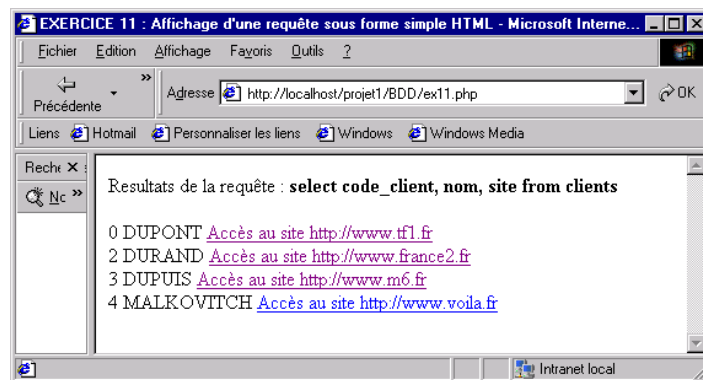 EXERCICE 11 : Affichage d'une requête sous forme simple HTML - Microsoft Interne...
Fichier Edition Affichage Favoris Outils ?
Précédent » Adresse http://localhost/projet1/BDD/ex11.php OK
Liens Hotmail Personnaliser les liens Windows Windows Media
Reche
Nc »
Resultats de la requête : select code_client, nom, site from clients
0 DUPONT Accès au site http://www.tf1.fr
2 DURAND Accès au site http://www.france2.fr
3 DUPUIS Accès au site http://www.m6.fr
4 MALKOVITCH Accès au site http://www.voila.fr
Intranet local